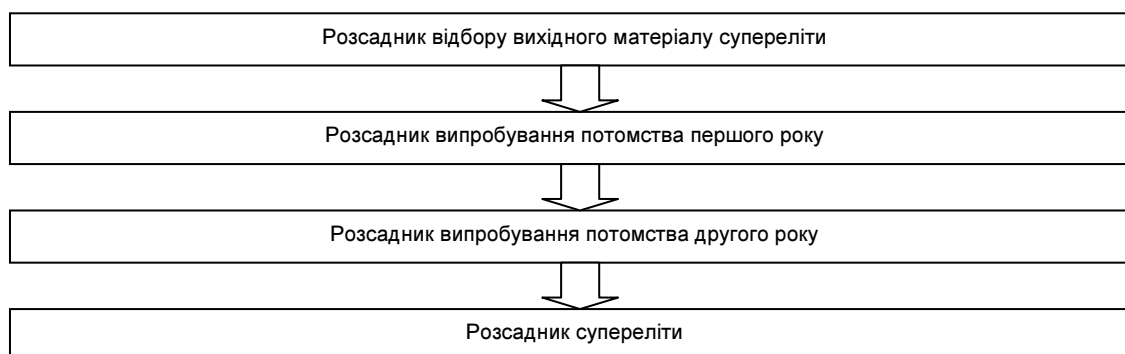 Розсадник відбору вихідного матеріалу супереліти
Розсадник випробування потомства першого року
Розсадник випробування потомства другого року
Розсадник супереліти